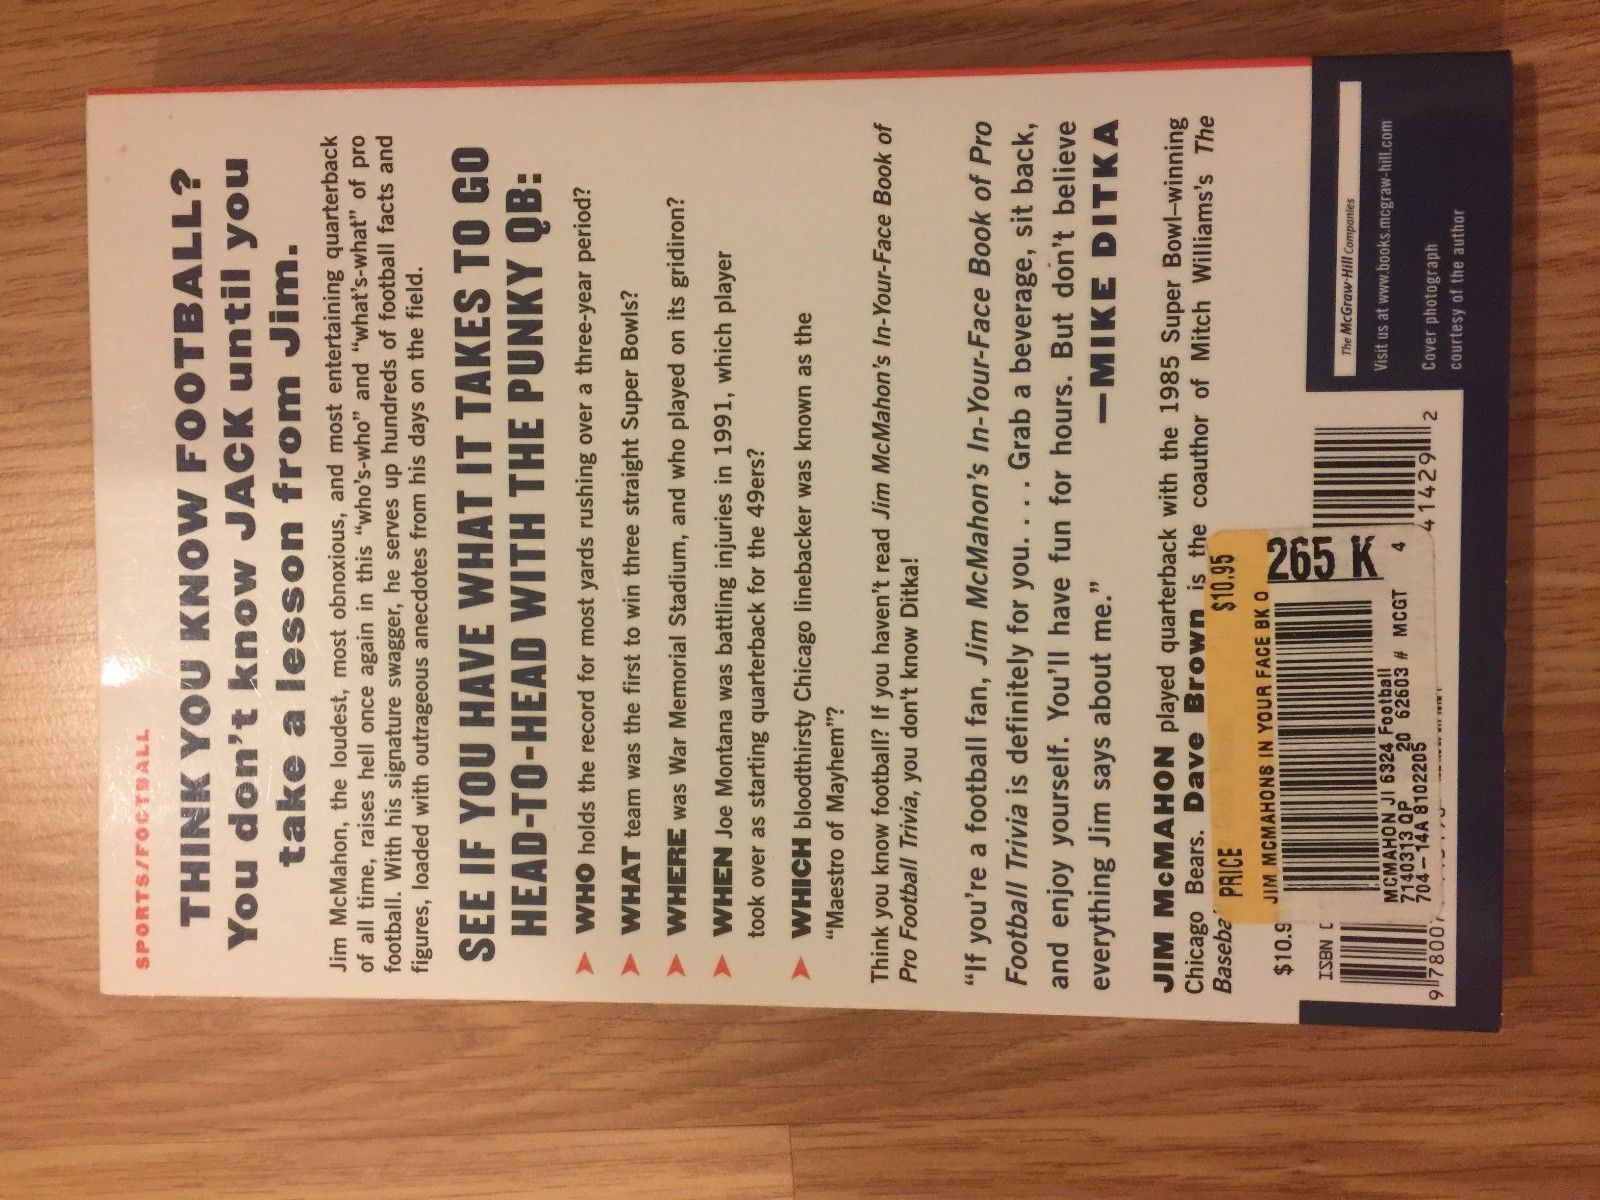 SPORTS/FOOTBALL
THINK YOU KNOW FOOTBALL?
You don't know JACK until you
take a lesson from Jim.
Jim McMahon, the loudest, most obnoxious, and most entertaining quarterback
of all time, raises hell once again in this "who's-who" and "what's-what" of pro
football. With his signature swagger, he serves up hundreds of football facts and
figures, loaded with outrageous anecdotes from his days on the field.
SEE IF YOU HAVE WHAT IT TAKES TO GO
HEAD-TO-HEAD WITH THE PUNKY QB:
➤ WHO holds the record for most yards rushing over a three-year period?
➤ WHAT team was the first to win three straight Super Bowls?
➤ WHERE was War Memorial Stadium, and who played on its gridiron?
➤ WHEN Joe Montana was battling injuries in 1991, which player
took over as starting quarterback for the 49ers?
➤ WHICH bloodthirsty Chicago linebacker was known as the
"Maestro of Mayhem"?
Think you know football? If you haven't read Jim McMahon's In-Your-Face Book of
Pro Football Trivia, you don't know Ditka!
"If you're a football fan, Jim McMahon's In-Your-Face Book of Pro
Football Trivia is definitely for you. . . . Grab a beverage, sit back,
and enjoy yourself. You'll have fun for hours. But don't believe
everything Jim says about me."
—MIKE DITKA
JIM McMAHON played quarterback with the 1985 Super Bowl–winning
Chicago Bears. Dave Brown is the coauthor of Mitch Williams's The
PRICE $10.95
JIM MCMAHONS IN YOUR FACE BK O
265 K
MCMAHON JI 6324 Football 4
7140313 QP 20 62603 # MCGT
704-14A 8102205
$10.9
ISBN
9 78007
41429 2
The McGraw-Hill Companies
Visit us at www.books.mcgraw-hill.com
Cover photograph
courtesy of the author